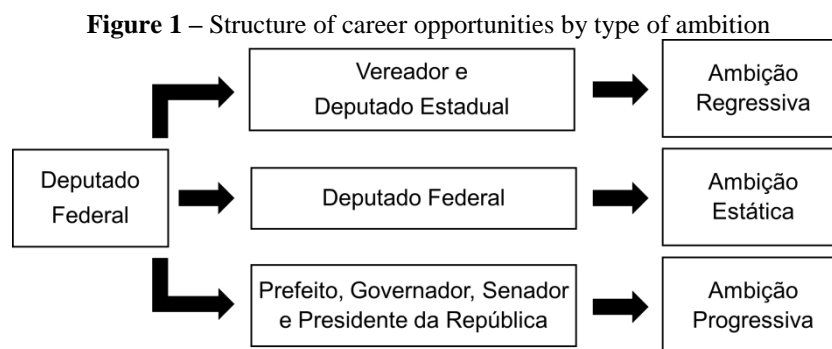 Figure 1 – Structure of career opportunities by type of ambition
Vereador e
Deputado Estadual
Ambição
Regressiva
Deputado
Federal
Deputado Federal
Ambição
Estática
Prefeito, Governador, Senador
e Presidente da República
Ambição
Progressiva